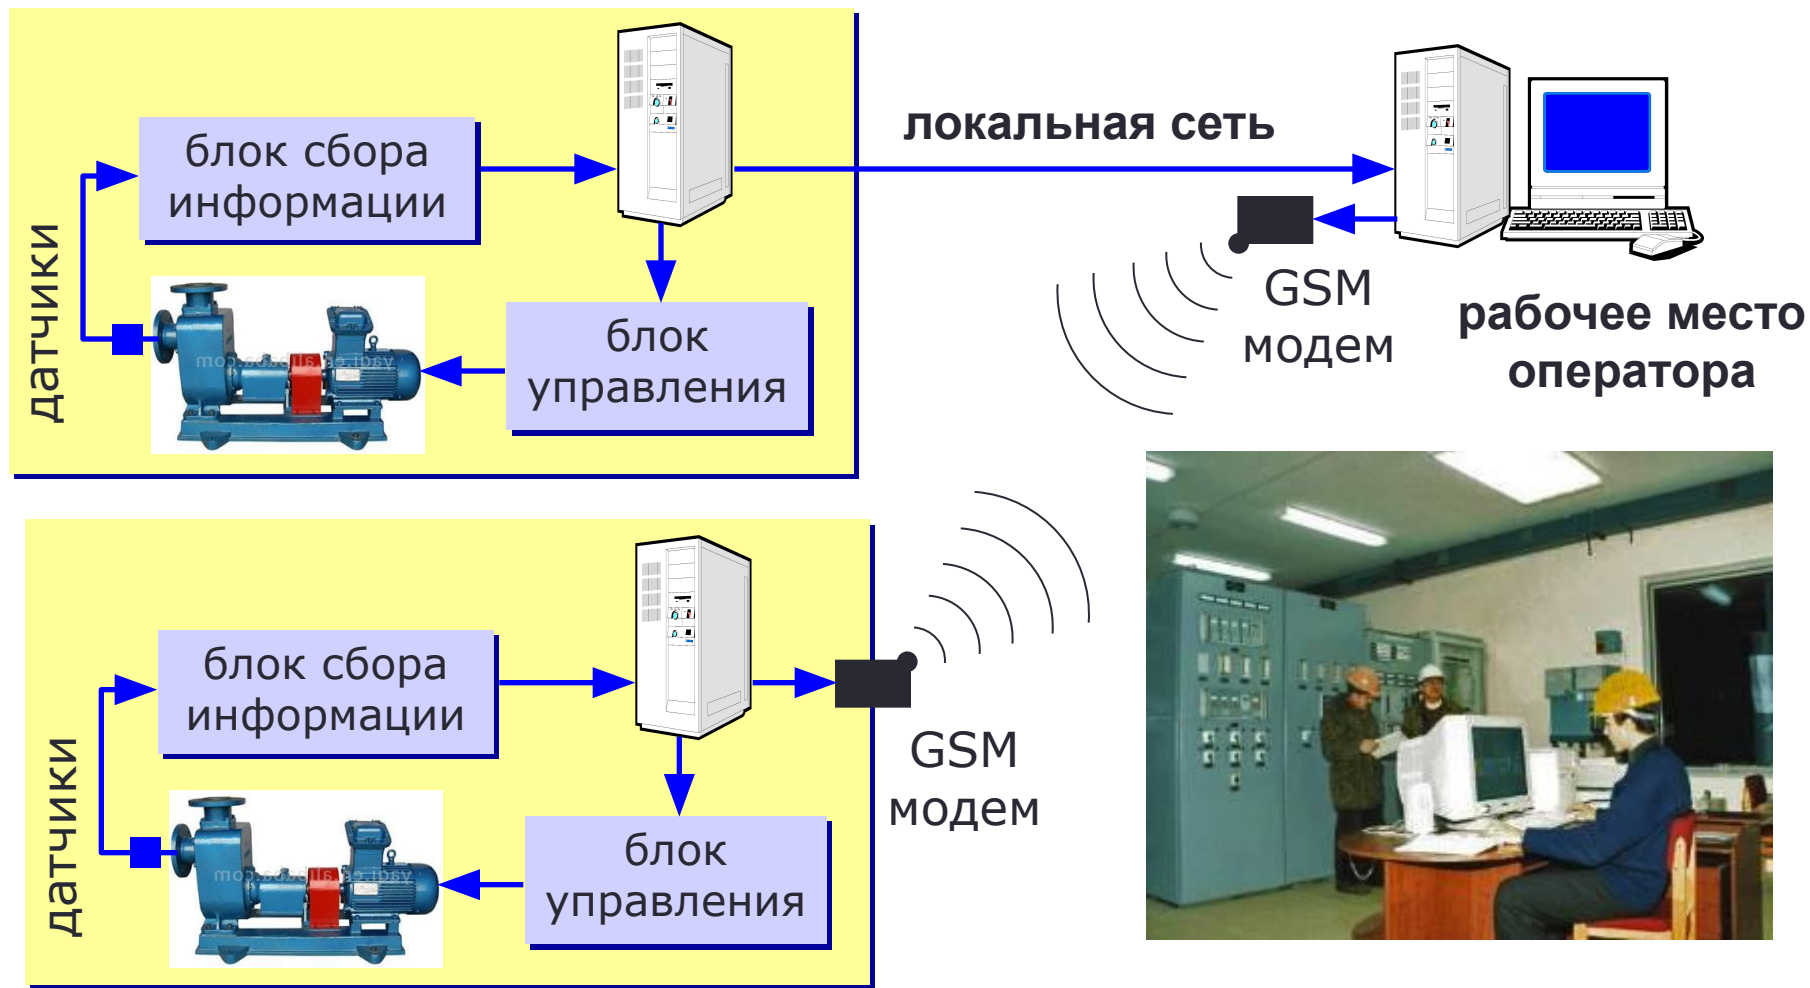 локальная сеть
блок сбора
информации
датчики
блок
управления
GSM
модем
рабочее место
оператора
блок сбора
информации
датчики
блок
управления
GSM
модем